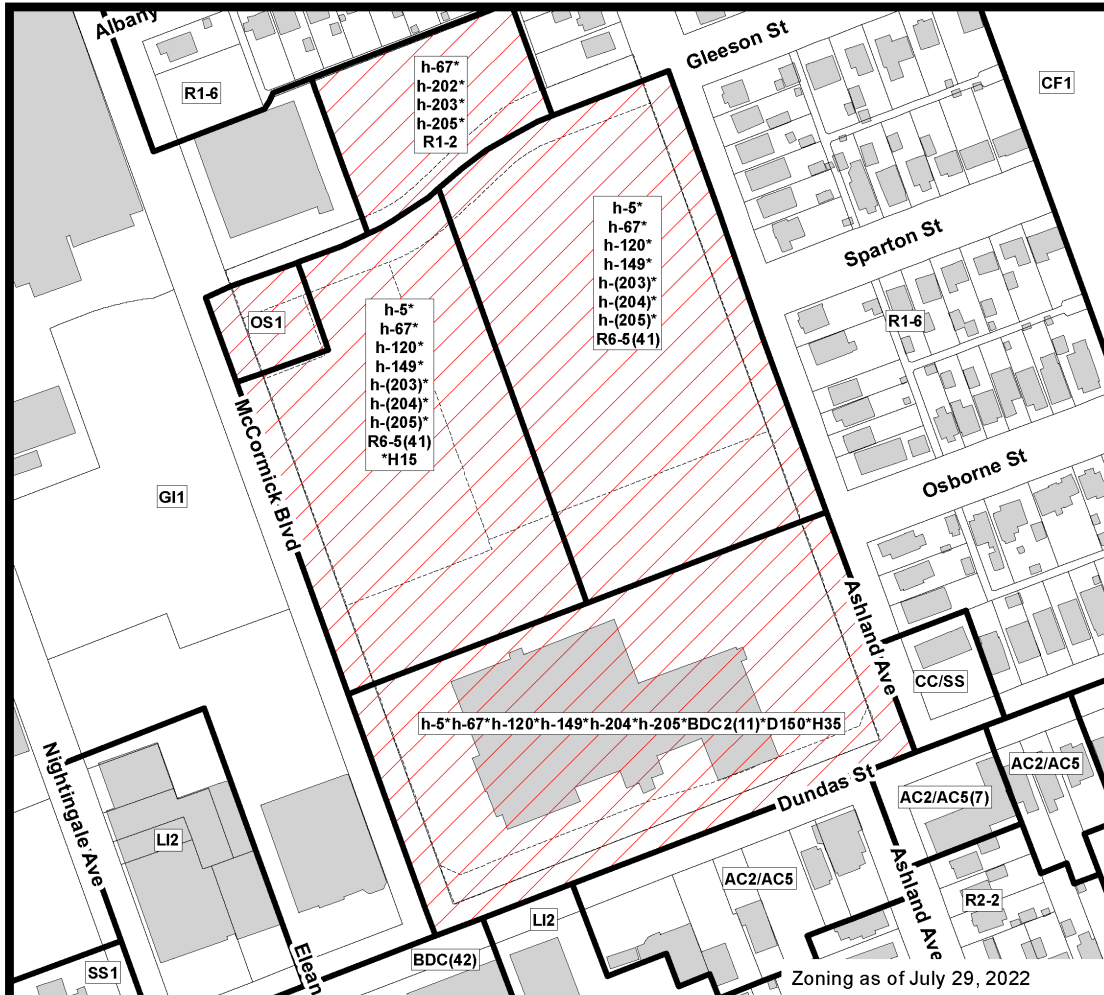 Albany
Gleeson St
CF1
R1-6
h-67*
h-202*
h-203*
h-205*
R1-2
h-5*
h-67*
h-120*
h-149*
h-(203)*
h-(204)*
h-(205)*
R6-5(41)
Sparton St
OS1
h-5*
h-67*
h-120*
h-149*
h-(203)*
h-(204)*
h-(205)*
R6-5(41)
*H15
R1-6
McCormick Blvd
GI1
Osborne St
Ashland Ave
CC/SS
h-5*h-67*h-120*h-149*h-204*h-205*BDC2(11)*D150*H35
Nightingale Ave
LI2
Dundas St
AC2/AC5
AC2/AC5(7)
AC2/AC5
Ashland Ave
R2-2
LI2
BDC(42)
SS1
Elean
Zoning as of July 29, 2022